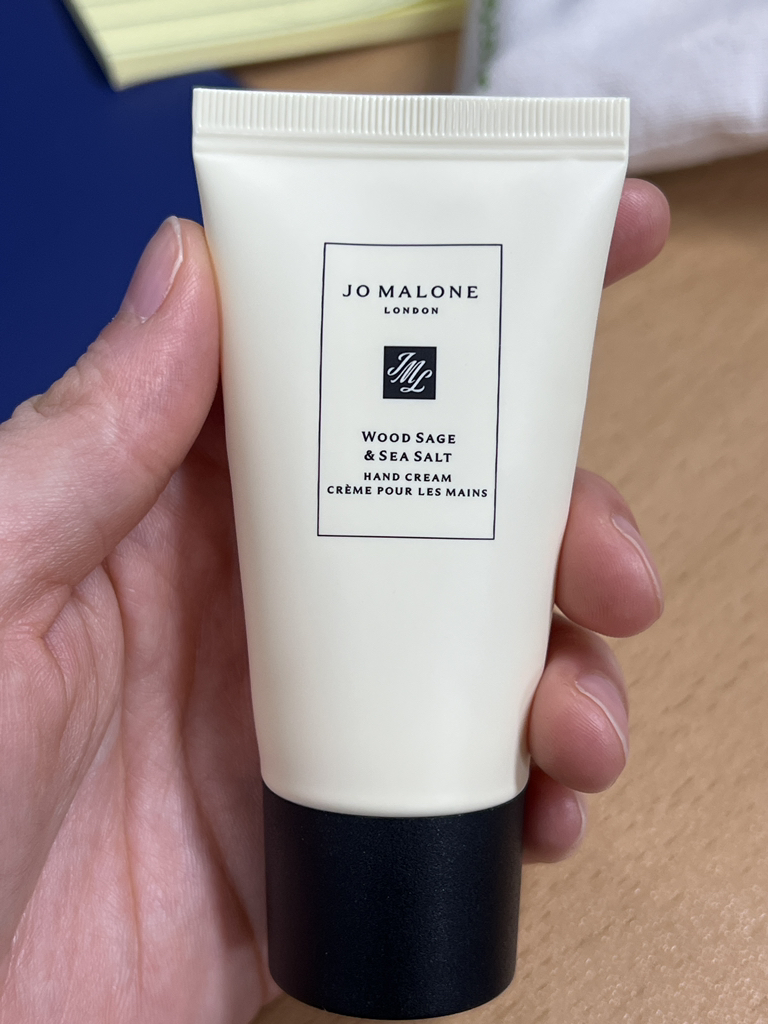 JO MALONE
LONDON
JML
WOOD SAGE
& SEA SALT
HAND CREAM
CRÈME POUR LES MAINS